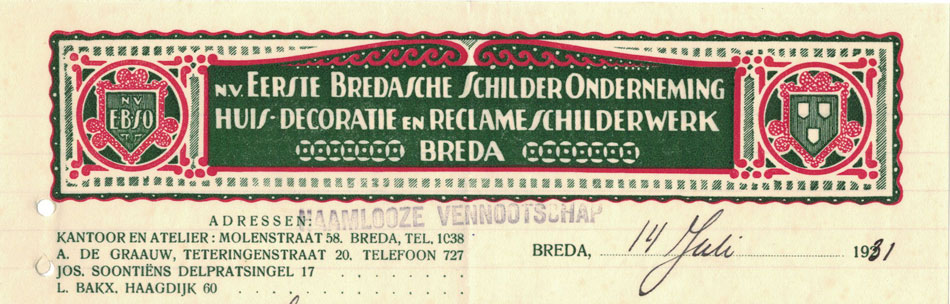 N.V. EERSTE BREDASCHE SCHILDER ONDERNEMING
HUIS-DECORATIE EN RECLAMESCHILDERWERK
BREDA
N.V.
E.B.S.O
NAAMLOOZE VENNOOTSCHAP
ADRESSEN:
KANTOOR EN ATELIER: MOLENSTRAAT 58. BREDA, TEL. 1038
A. DE GRAAUW, TETERINGENSTRAAT 20. TELEFOON 727
JOS. SOONTIËNS DELPRATSINGEL 17 . . . . . . . . .
L. BAKX. HAAGDIJK 60 . . . . . . . . . . . . .
BREDA, 14 Juli 1931